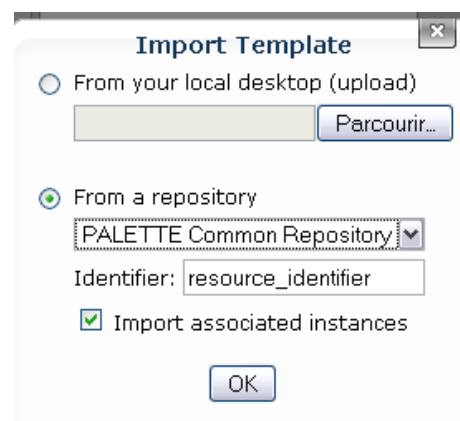 Import Template
From your local desktop (upload)
Parcourir...
From a repository
PALETTE Common Repository
Identifier: resource_identifier
Import associated instances
OK